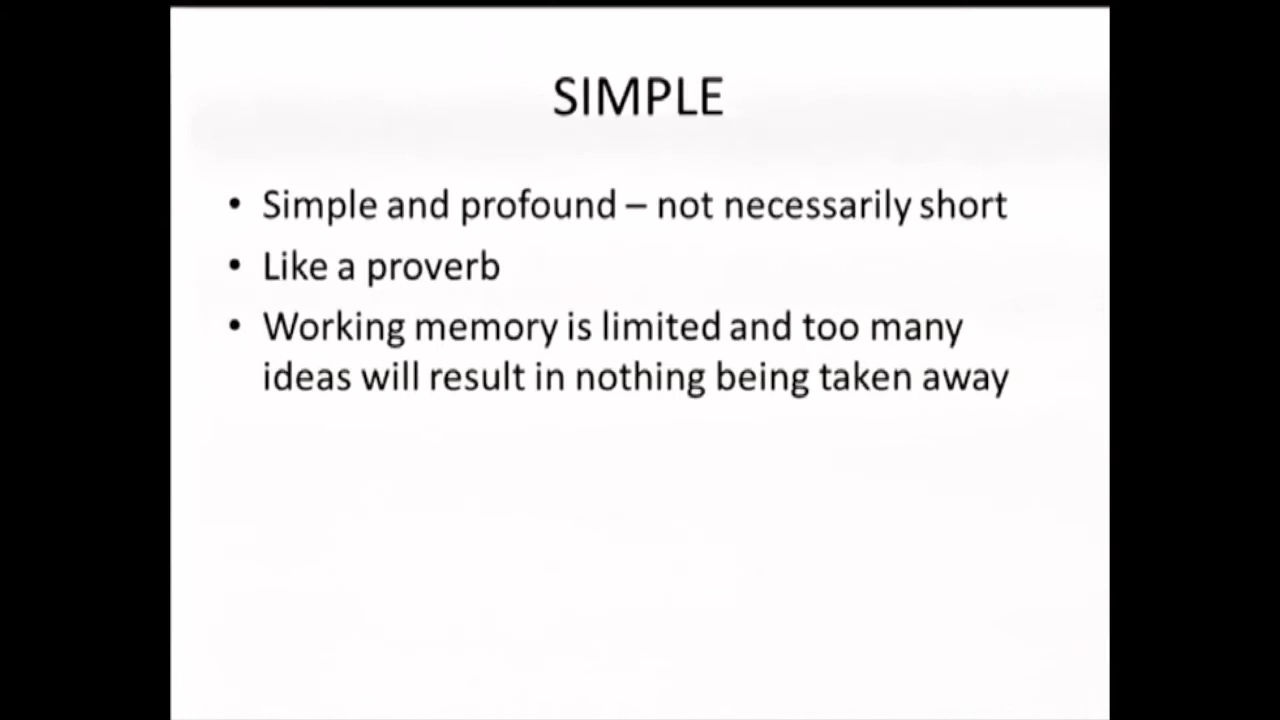 SIMPLE
• Simple and profound – not necessarily short
• Like a proverb
• Working memory is limited and too many
ideas will result in nothing being taken away